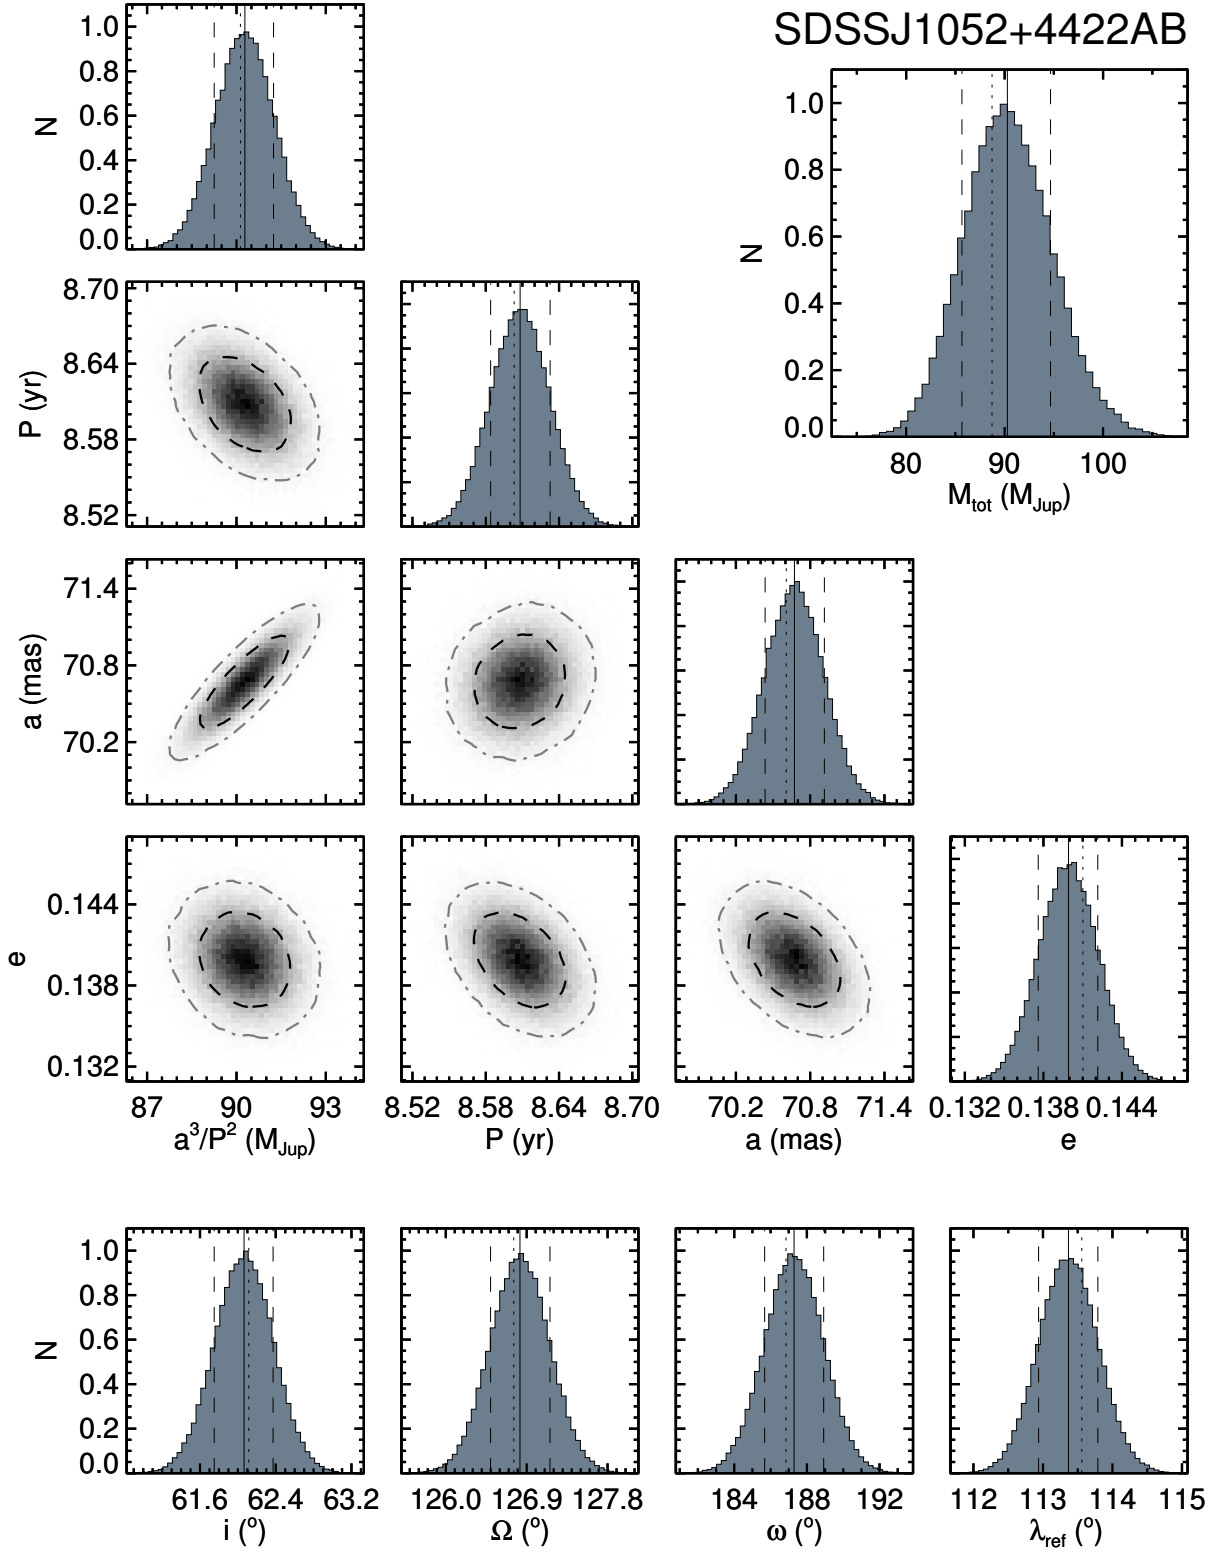 SDSSJ1052+4422AB
1.0
0.8
0.6
0.4
0.2
0.0
N
1.0
0.8
0.6
0.4
0.2
0.0
N
80 90 100
M_tot (M_Jup)
8.70
8.64
8.58
8.52
P (yr)
71.4
70.8
70.2
a (mas)
0.144
0.138
0.132
e
87 90 93
a³/P² (M_Jup)
8.52 8.58 8.64 8.70
P (yr)
70.2 70.8 71.4
a (mas)
0.132 0.138 0.144
e
1.0
0.8
0.6
0.4
0.2
0.0
N
61.6 62.4 63.2
i (°)
126.0 126.9 127.8
Ω (°)
184 188 192
ω (°)
112 113 114 115
λ_ref (°)